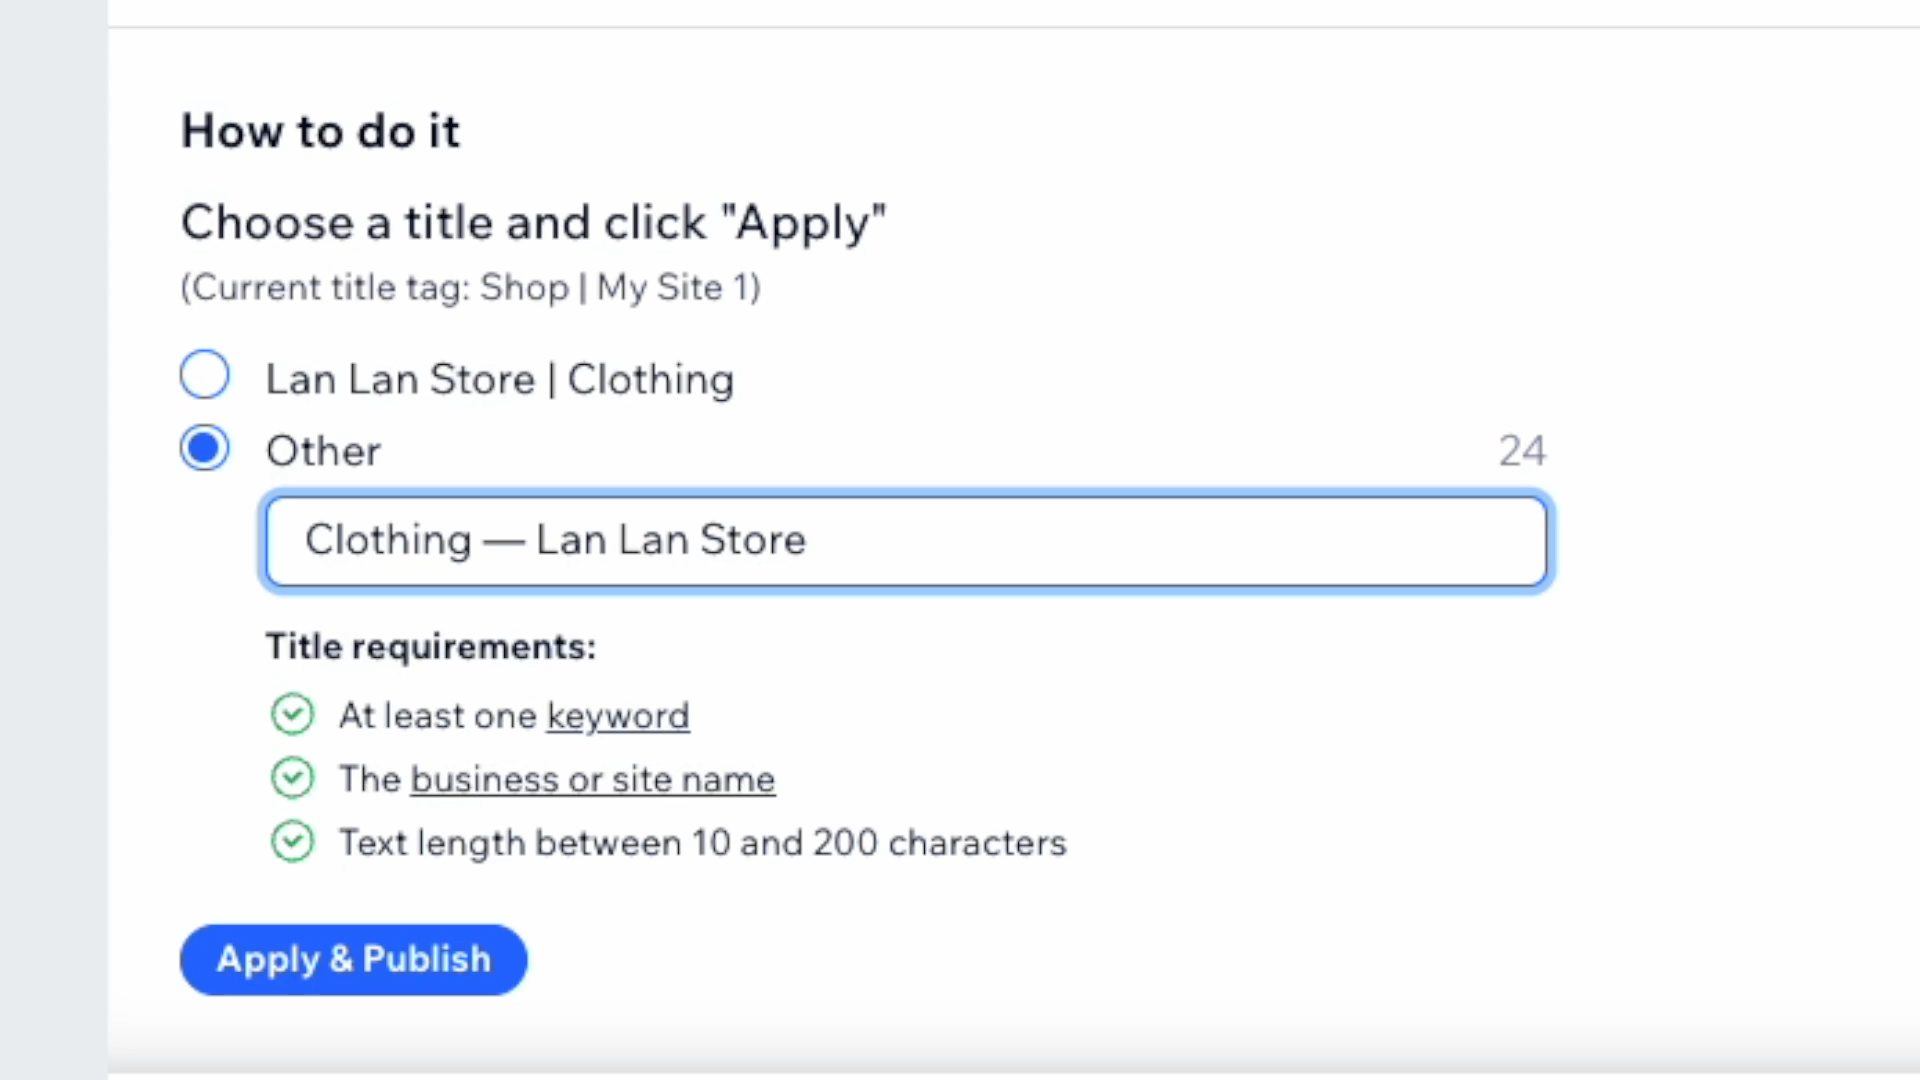 How to do it
Choose a title and click "Apply"
(Current title tag: Shop | My Site 1)
Lan Lan Store | Clothing
Other
24
Clothing — Lan Lan Store
Title requirements:
At least one keyword
The business or site name
Text length between 10 and 200 characters
Apply & Publish